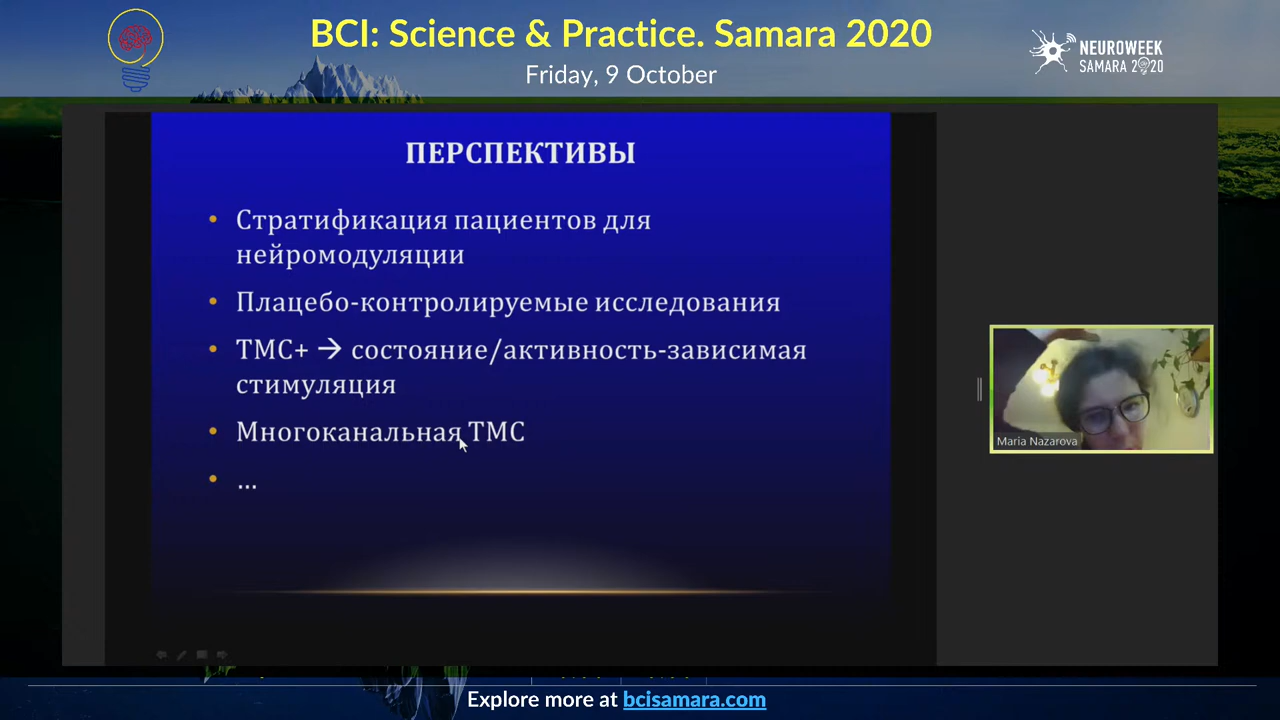 BCI: Science & Practice. Samara 2020
Friday, 9 October
NEUROWEEK
SAMARA 2020
ПЕРСПЕКТИВЫ
• Стратификация пациентов для
нейромодуляции
• Плацебо-контролируемые исследования
• ТМС+ → состояние/активность-зависимая
стимуляция
• Многоканальная ТМС
• ...
Maria Nazarova
Explore more at bcisamara.com